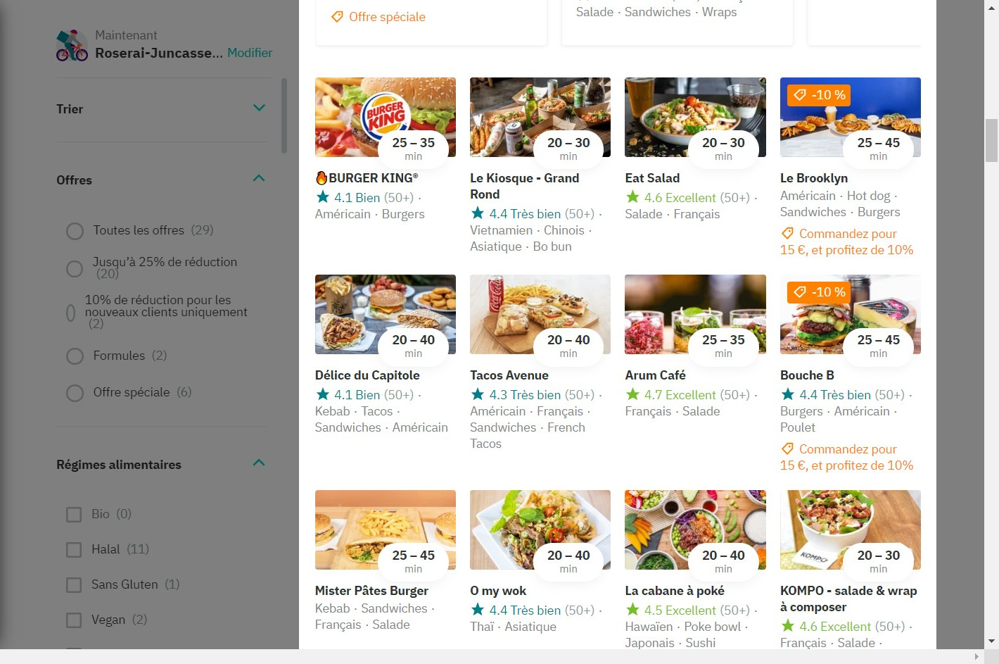 Maintenant
Roserai-Juncasse... Modifier
Trier
Offres
Toutes les offres (29)
Jusqu'à 25% de réduction
(20)
10% de réduction pour les
nouveaux clients uniquement
(2)
Formules (2)
Offre spéciale (6)
Régimes alimentaires
Bio (0)
Halal (11)
Sans Gluten (1)
Vegan (2)
Offre spéciale
Salade · Sandwiches · Wraps
BURGER KING
25 – 35
min
🔥BURGER KING®
4.1 Bien (50+) ·
Américain · Burgers
20 – 30
min
Le Kiosque - Grand
Rond
4.4 Très bien (50+) ·
Vietnamien · Chinois ·
Asiatique · Bo bun
20 – 30
min
Eat Salad
4.6 Excellent (50+) ·
Salade · Français
-10 %
25 – 45
min
Le Brooklyn
Américain · Hot dog ·
Sandwiches · Burgers
Commandez pour
15 €, et profitez de 10%
20 – 40
min
Délice du Capitole
4.1 Bien (50+) ·
Kebab · Tacos ·
Sandwiches · Américain
Coca-Cola
20 – 40
min
Tacos Avenue
4.3 Très bien (50+) ·
Américain · Français ·
Sandwiches · French
Tacos
25 – 35
min
Arum Café
4.7 Excellent (50+) ·
Français · Salade
-10 %
25 – 45
min
Bouche B
4.4 Très bien (50+) ·
Burgers · Américain ·
Poulet
Commandez pour
15 €, et profitez de 10%
25 – 45
min
Mister Pâtes Burger
Kebab · Sandwiches ·
Français · Salade
20 – 40
min
O my wok
4.4 Très bien (50+) ·
Thaï · Asiatique
20 – 40
min
La cabane à poké
4.5 Excellent (50+) ·
Hawaïen · Poke bowl ·
Japonais · Sushi
KOMPO
20 – 30
min
KOMPO - salade & wrap
à composer
4.6 Excellent (50+) ·
Français · Salade ·